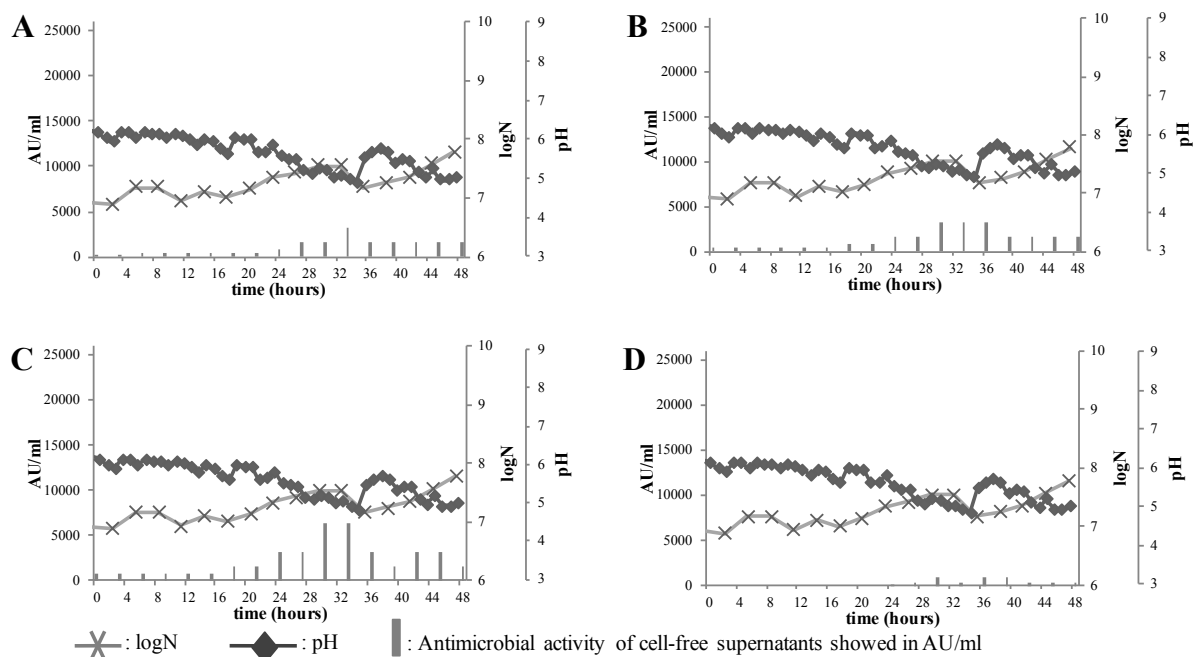 A
25000
20000
15000
10000
5000
0
AU/ml
0 4 8 12 16 20 24 28 32 36 40 44 48
time (hours)
10
9
8
7
6
logN
9
8
7
6
5
4
3
pH
B
25000
20000
15000
10000
5000
0
AU/ml
0 4 8 12 16 20 24 28 32 36 40 44 48
time (hours)
10
9
8
7
6
logN
9
8
7
6
5
4
3
pH
C
25000
20000
15000
10000
5000
0
AU/ml
0 4 8 12 16 20 24 28 32 36 40 44 48
time (hours)
10
9
8
7
6
logN
9
8
7
6
5
4
3
pH
D
25000
20000
15000
10000
5000
0
AU/ml
0 4 8 12 16 20 24 28 32 36 40 44 48
time (hours)
10
9
8
7
6
logN
9
8
7
6
5
4
3
pH
: logN : pH : Antimicrobial activity of cell-free supernatants showed in AU/ml